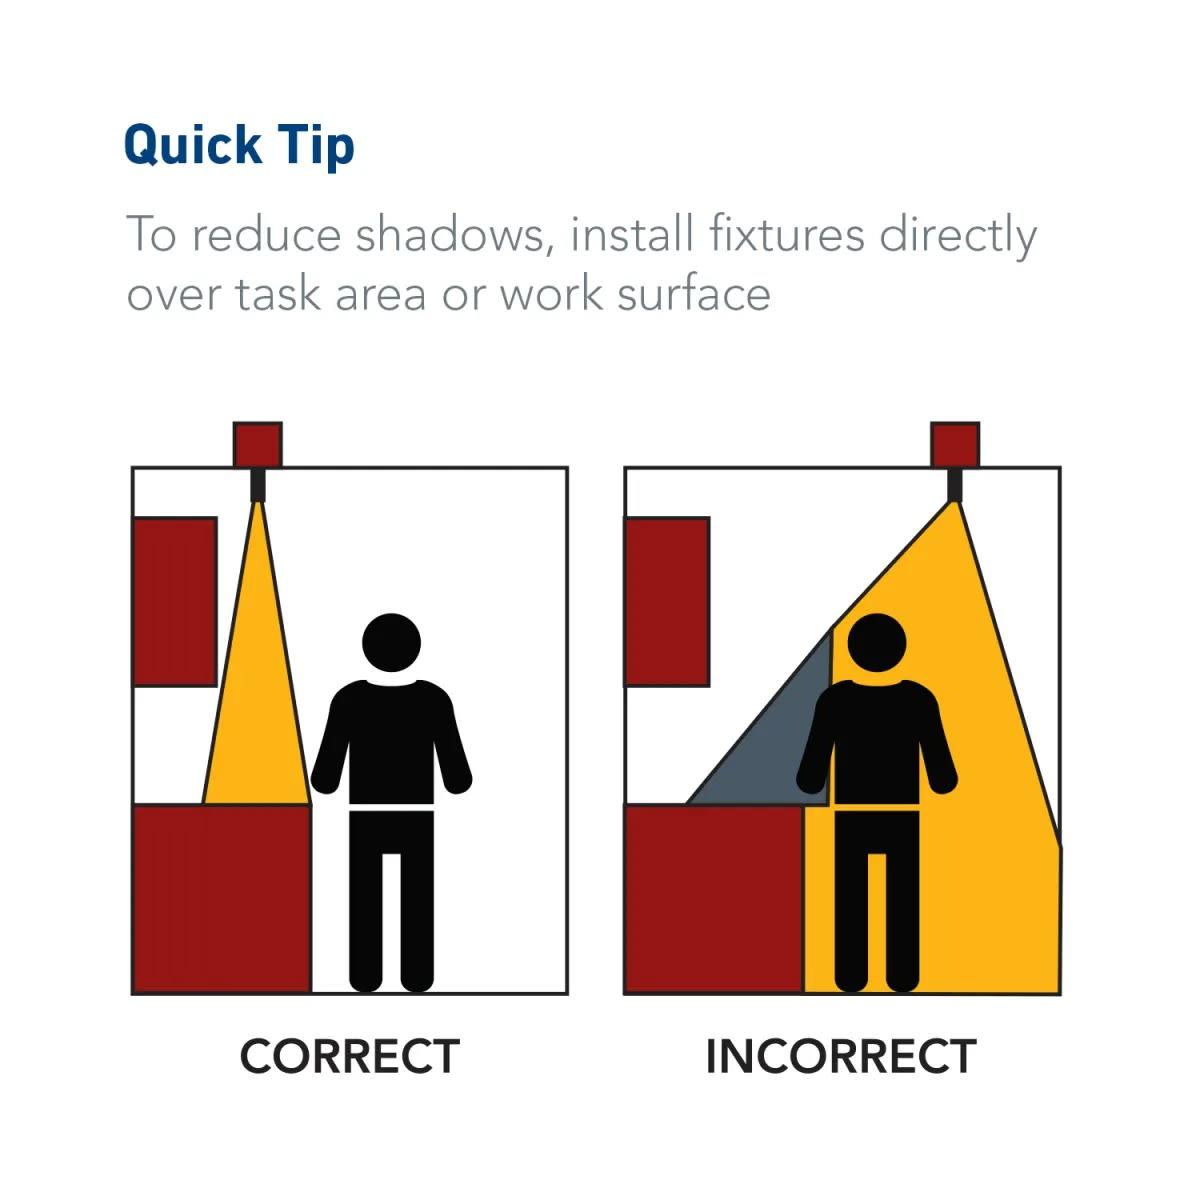 Quick Tip
To reduce shadows, install fixtures directly
over task area or work surface
CORRECT
INCORRECT